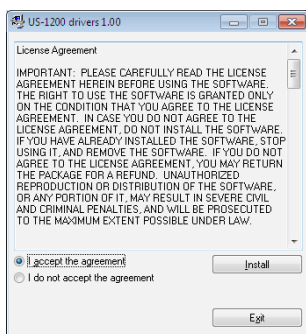 US-1200 drivers 1.00
License Agreement
IMPORTANT: PLEASE CAREFULLY READ THE LICENSE
AGREEMENT HEREIN BEFORE USING THE SOFTWARE.
THE RIGHT TO USE THE SOFTWARE IS GRANTED ONLY
ON THE CONDITION THAT YOU AGREE TO THE LICENSE
AGREEMENT. IN CASE YOU DO NOT AGREE TO THE
LICENSE AGREEMENT, DO NOT INSTALL THE SOFTWARE.
IF YOU HAVE ALREADY INSTALLED THE SOFTWARE, STOP
USING IT, AND REMOVE THE SOFTWARE. IF YOU DO NOT
AGREE TO THE LICENSE AGREEMENT, YOU MAY RETURN
THE PACKAGE FOR A REFUND. UNAUTHORIZED
REPRODUCTION OR DISTRIBUTION OF THE SOFTWARE,
OR ANY PORTION OF IT, MAY RESULT IN SEVERE CIVIL
AND CRIMINAL PENALTIES, AND WILL BE PROSECUTED
TO THE MAXIMUM EXTENT POSSIBLE UNDER LAW.
I accept the agreement
Install
I do not accept the agreement
Exit